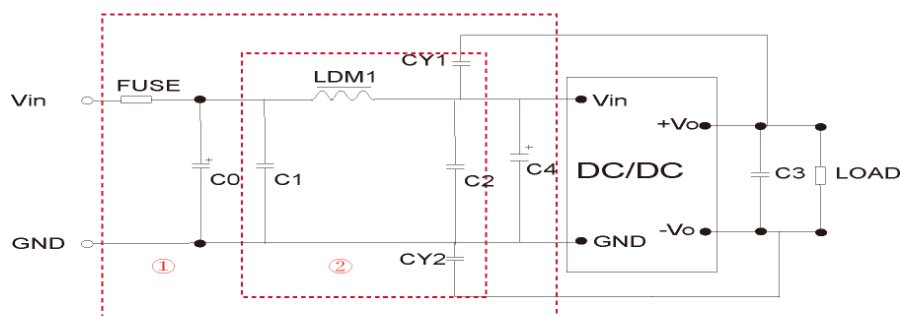 CY1
LDM1
FUSE
Vin
Vin
+Vo
C0
+
C1
C2
+
C4
DC/DC
C3
LOAD
GND
GND
-Vo
CY2
①
②